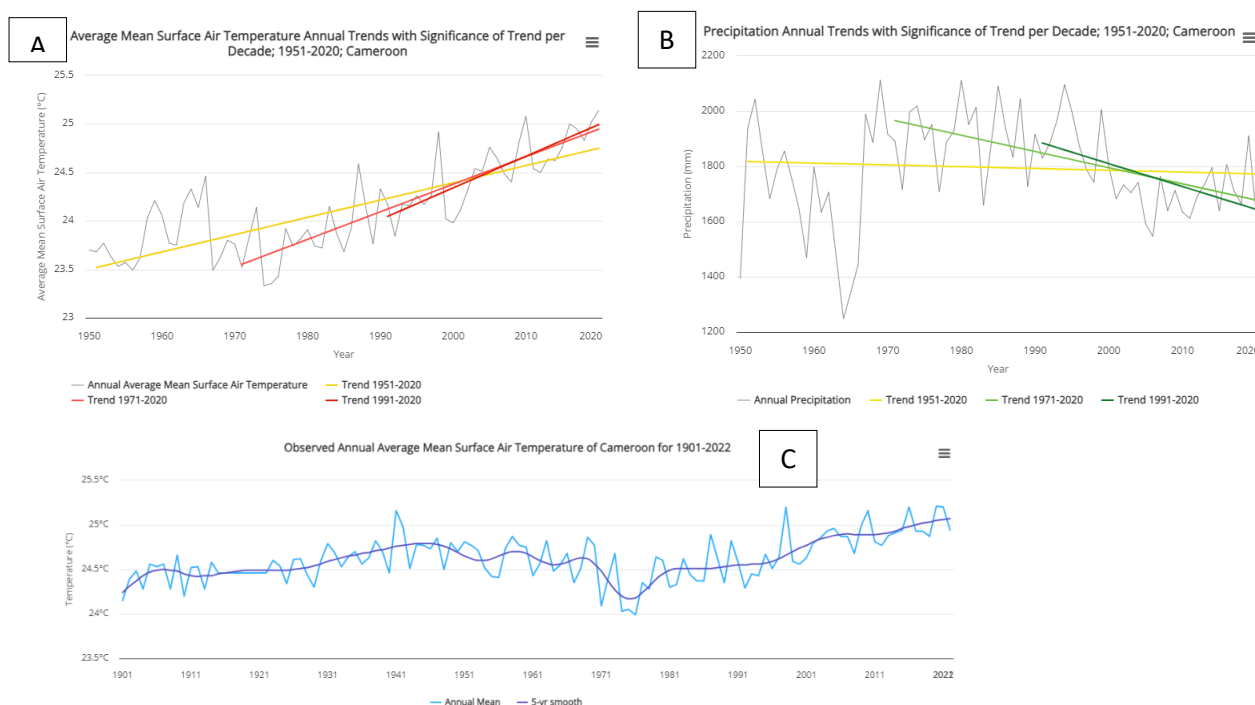 A
Average Mean Surface Air Temperature Annual Trends with Significance of Trend per
Decade; 1951-2020; Cameroon
Average Mean Surface Air Temperature (°C)
25.5
25
24.5
24
23.5
23
1950
1960
1970
1980
1990
2000
2010
2020
Year
Annual Average Mean Surface Air Temperature
Trend 1951-2020
Trend 1971-2020
Trend 1991-2020
B
Precipitation Annual Trends with Significance of Trend per Decade; 1951-2020; Cameroon
Precipitation (mm)
2200
2000
1800
1600
1400
1200
1950
1960
1970
1980
1990
2000
2010
2020
Year
Annual Precipitation
Trend 1951-2020
Trend 1971-2020
Trend 1991-2020
Observed Annual Average Mean Surface Air Temperature of Cameroon for 1901-2022
C
Temperature (°C)
25.5°C
25°C
24.5°C
24°C
23.5°C
1901
1911
1921
1931
1941
1951
1961
1971
1981
1991
2001
2011
2022
Annual Mean
5-yr smooth